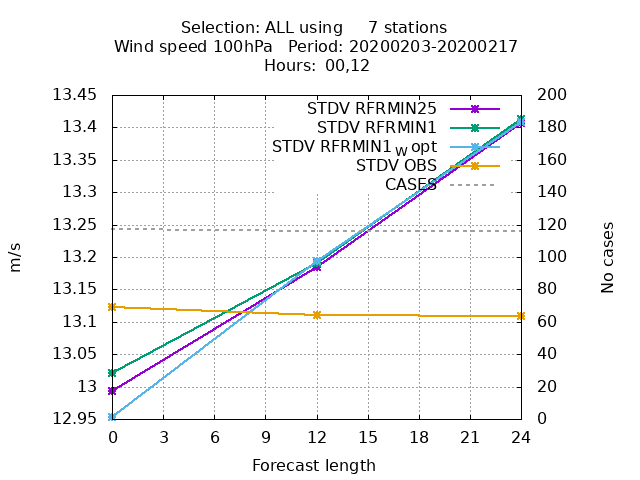 Selection: ALL using 7 stations
Wind speed 100hPa Period: 20200203-20200217
Hours: 00,12
13.45
13.4
13.35
13.3
13.25
13.2
13.15
13.1
13.05
13
12.95
m/s
STDV RFRMIN25
STDV RFRMIN1
STDV RFRMIN1W opt
STDV OBS
CASES
200
180
160
140
120
100
80
60
40
20
0
No cases
0 3 6 9 12 15 18 21 24
Forecast length